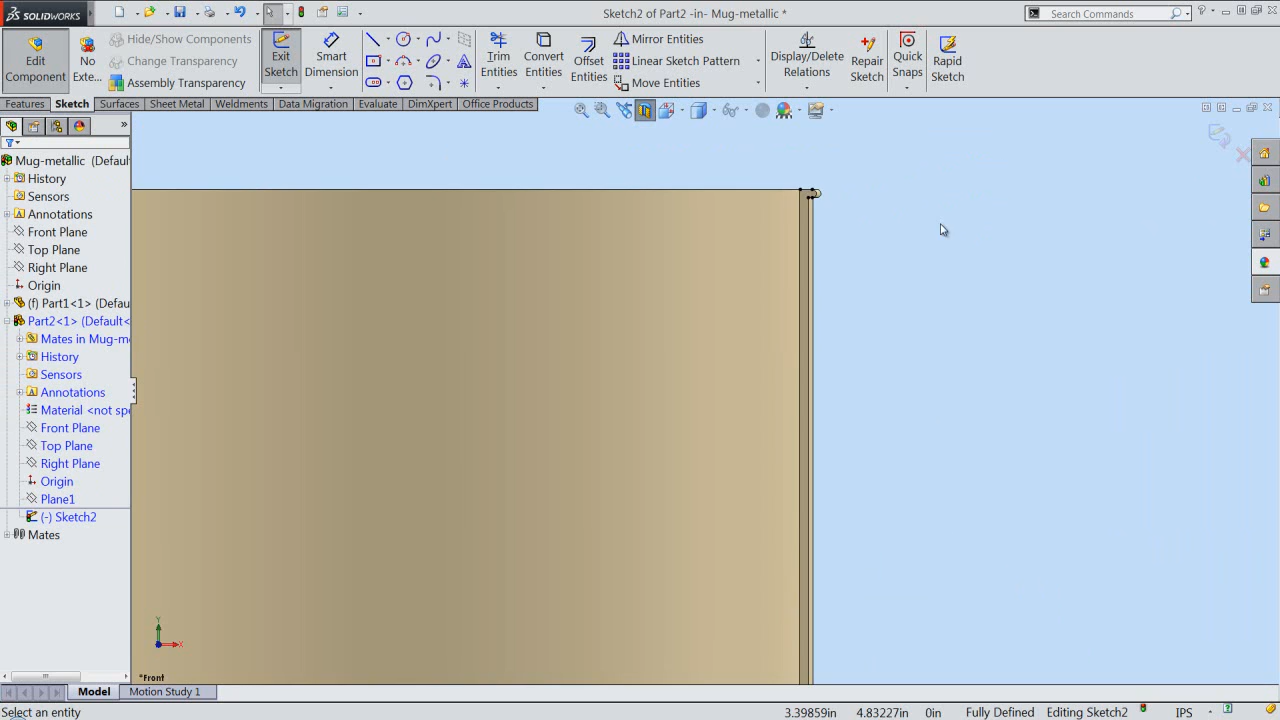 SOLIDWORKS
Sketch2 of Part2 -in- Mug-metallic *
Search Commands
Edit Component
No Exte...
Hide/Show Components
Change Transparency
Assembly Transparency
Exit Sketch
Smart Dimension
Trim Entities
Convert Entities
Offset Entities
Mirror Entities
Linear Sketch Pattern
Move Entities
Display/Delete Relations
Repair Sketch
Quick Snaps
Rapid Sketch
Features Sketch Surfaces Sheet Metal Weldments Data Migration Evaluate DimXpert Office Products
Mug-metallic (Default
History
Sensors
Annotations
Front Plane
Top Plane
Right Plane
Origin
(f) Part1<1> (Defau
Part2<1> (Default<
Mates in Mug-m
History
Sensors
Annotations
Material <not spe
Front Plane
Top Plane
Right Plane
Origin
Plane1
(-) Sketch2
Mates
Y
X
*Front
Model Motion Study 1
Select an entity 3.39859in 4.83227in 0in Fully Defined Editing Sketch2 IPS